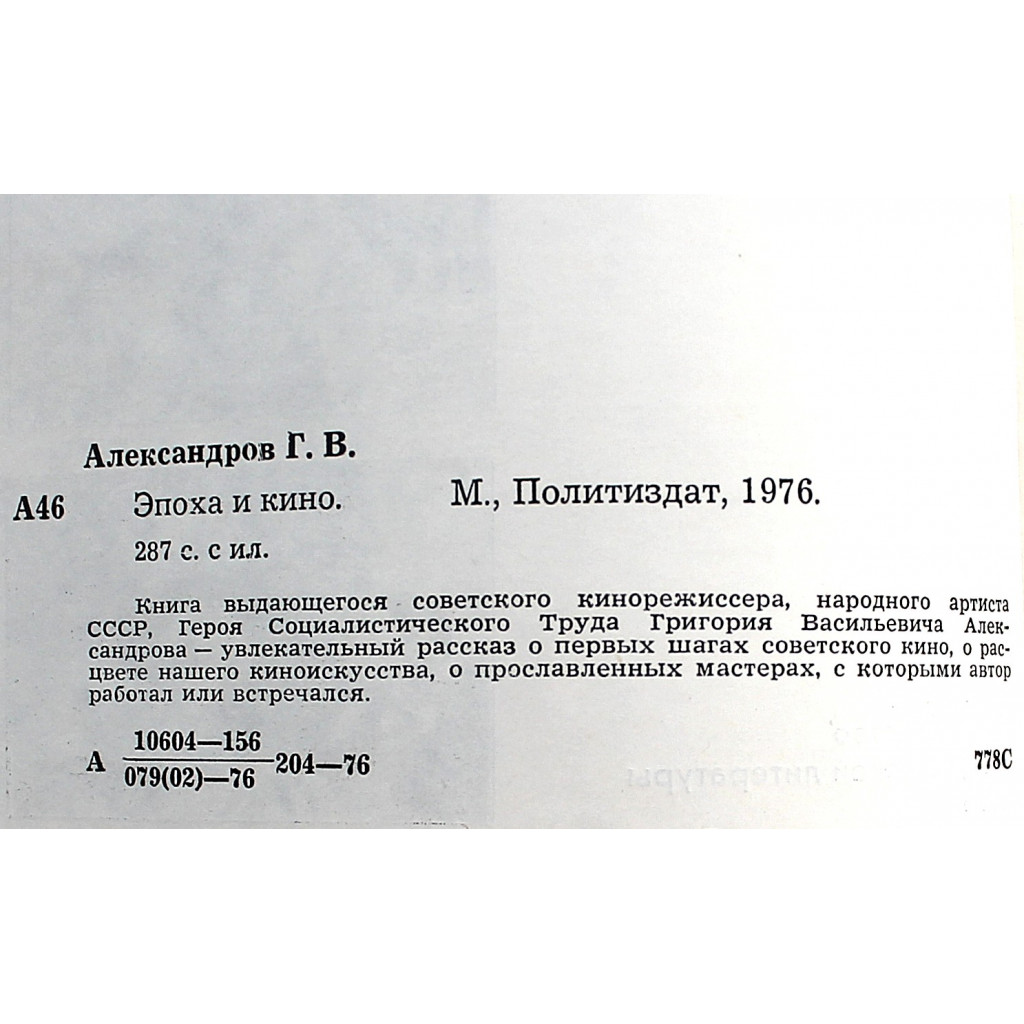 Александров Г. В.
А46 Эпоха и кино. М., Политиздат, 1976.
287 с. с ил.
Книга выдающегося советского кинорежиссера, народного артиста
СССР, Героя Социалистического Труда Григория Васильевича Алек-
сандрова — увлекательный рассказ о первых шагах советского кино, о рас-
цвете нашего киноискусства, о прославленных мастерах, с которыми автор
работал или встречался.
10604—156
А 204—76 778С
079(02)—76
литературы